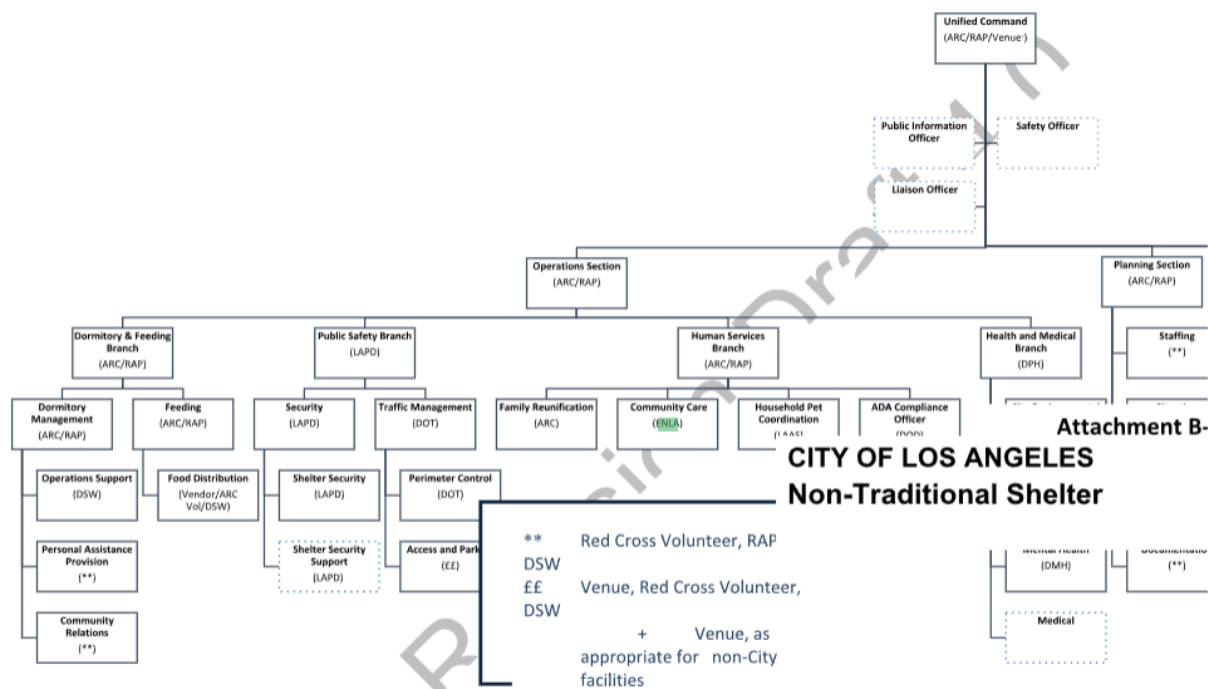 Unified Command
(ARC/RAP/Venue
Public Information
Officer
Safety Officer
Liaison Officer
Operations Section
(ARC/RAP)
Planning Section
(ARC/RAP)
Dormitory & Feeding
Branch
(ARC/RAP)
Public Safety Branch
(LAPD)
Human Services
Branch
(ARC/RAP)
Health and Medical
Branch
(DPH)
Staffing
(**)
Dormitory
Management
(ARC/RAP)
Feeding
(ARC/RAP)
Security
(LAPD)
Traffic Management
(DOT)
Family Reunification
(ARC)
Community Care
(ENLA)
Household Pet
Coordination
ADA Compliance
Officer
Attachment B-
CITY OF LOS ANGELES
Non-Traditional Shelter
Operations Support
(DSW)
Food Distribution
(Vendor/ARC
Vol/DSW)
Shelter Security
(LAPD)
Perimeter Control
(DOT)
Personal Assistance
Provision
(**)
Shelter Security
Support
(LAPD)
Access and Park
(££)
Community
Relations
(**)
** Red Cross Volunteer, RAP
DSW
££ Venue, Red Cross Volunteer,
DSW
+ Venue, as
appropriate for non-City
facilities
Mental Health
(DMH)
(**)
Medical
Draft